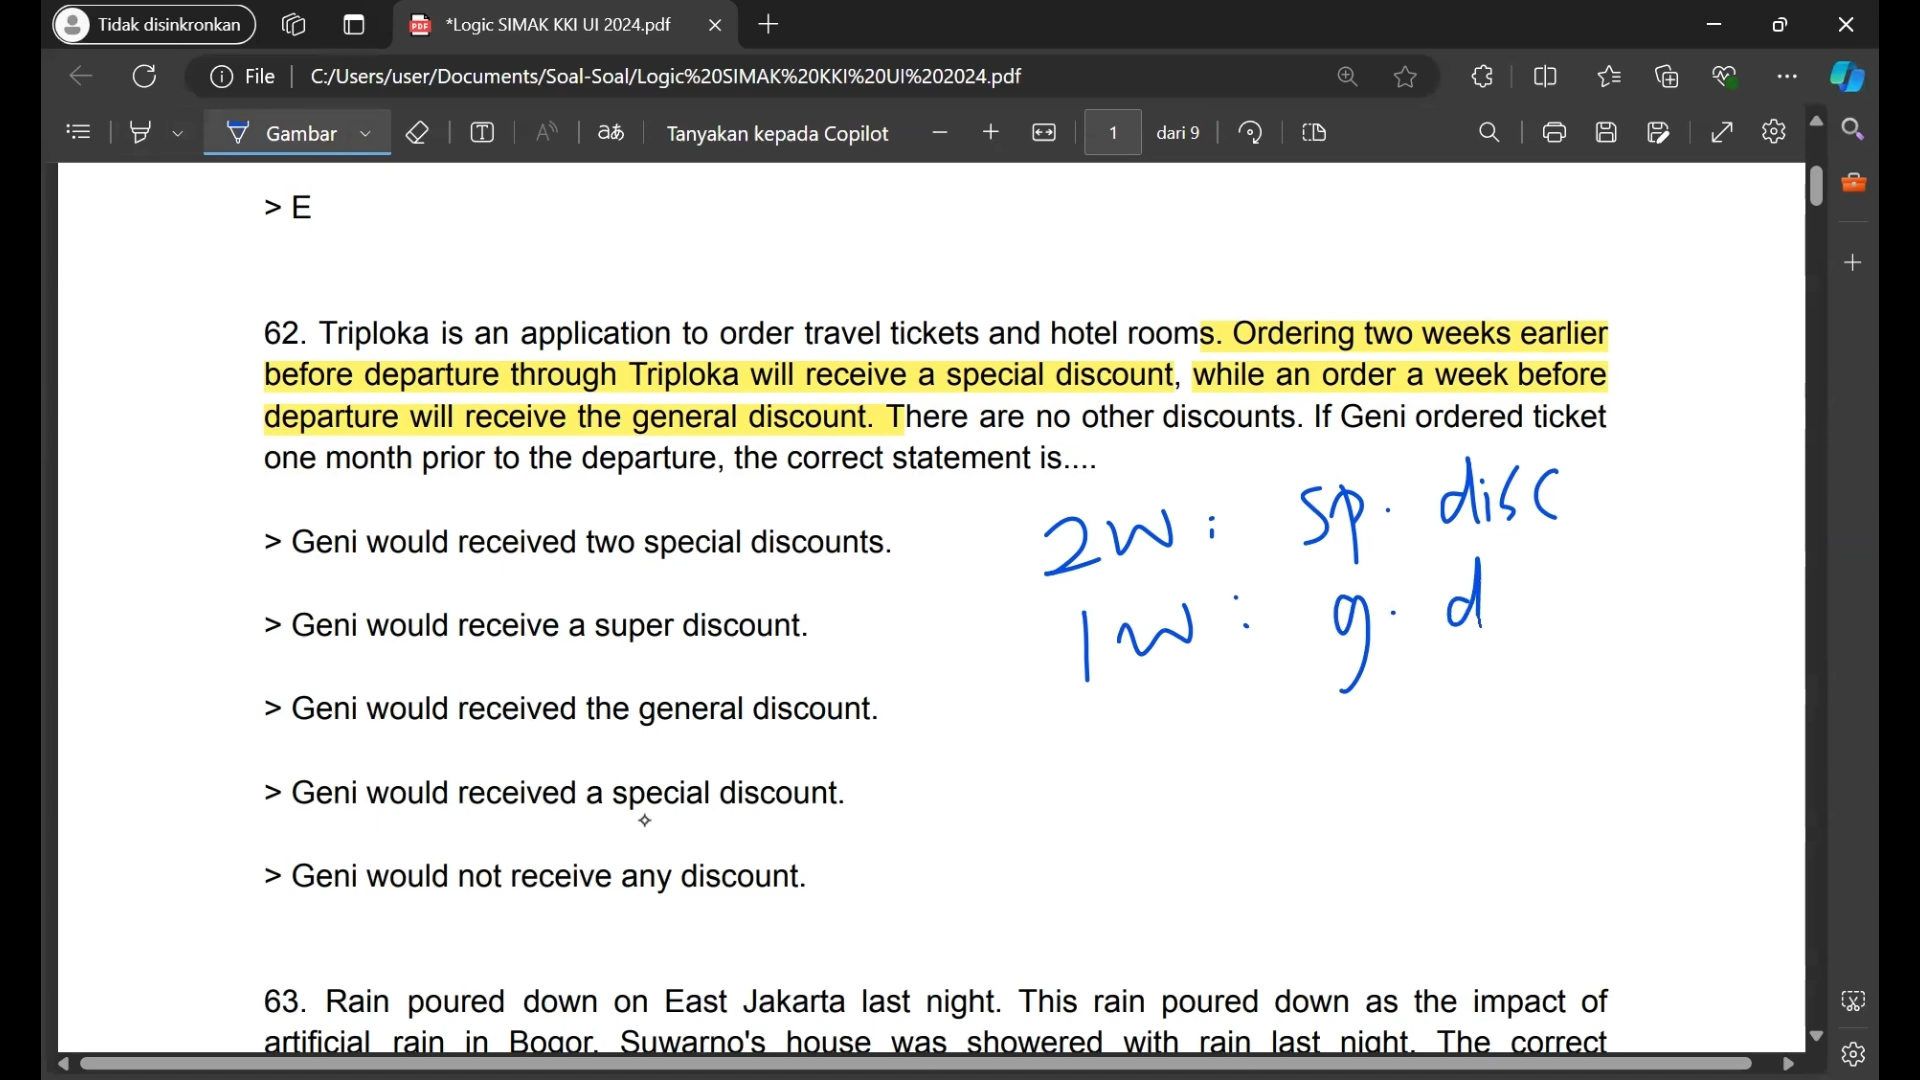 Tidak disinkronkan
*Logic SIMAK KKI UI 2024.pdf
File
C:/Users/user/Documents/Soal-Soal/Logic%20SIMAK%20KKI%20UI%202024.pdf
Gambar
aあ
Tanyakan kepada Copilot
1
dari 9
> E
62. Triploka is an application to order travel tickets and hotel rooms. Ordering two weeks earlier
before departure through Triploka will receive a special discount, while an order a week before
departure will receive the general discount. There are no other discounts. If Geni ordered ticket
one month prior to the departure, the correct statement is....
2w : sp. disc
> Geni would received two special discounts.
1w : g. d
> Geni would receive a super discount.
> Geni would received the general discount.
> Geni would received a special discount.
> Geni would not receive any discount.
63. Rain poured down on East Jakarta last night. This rain poured down as the impact of
artificial rain in Bogor. Suwarno's house was showered with rain last night. The correct